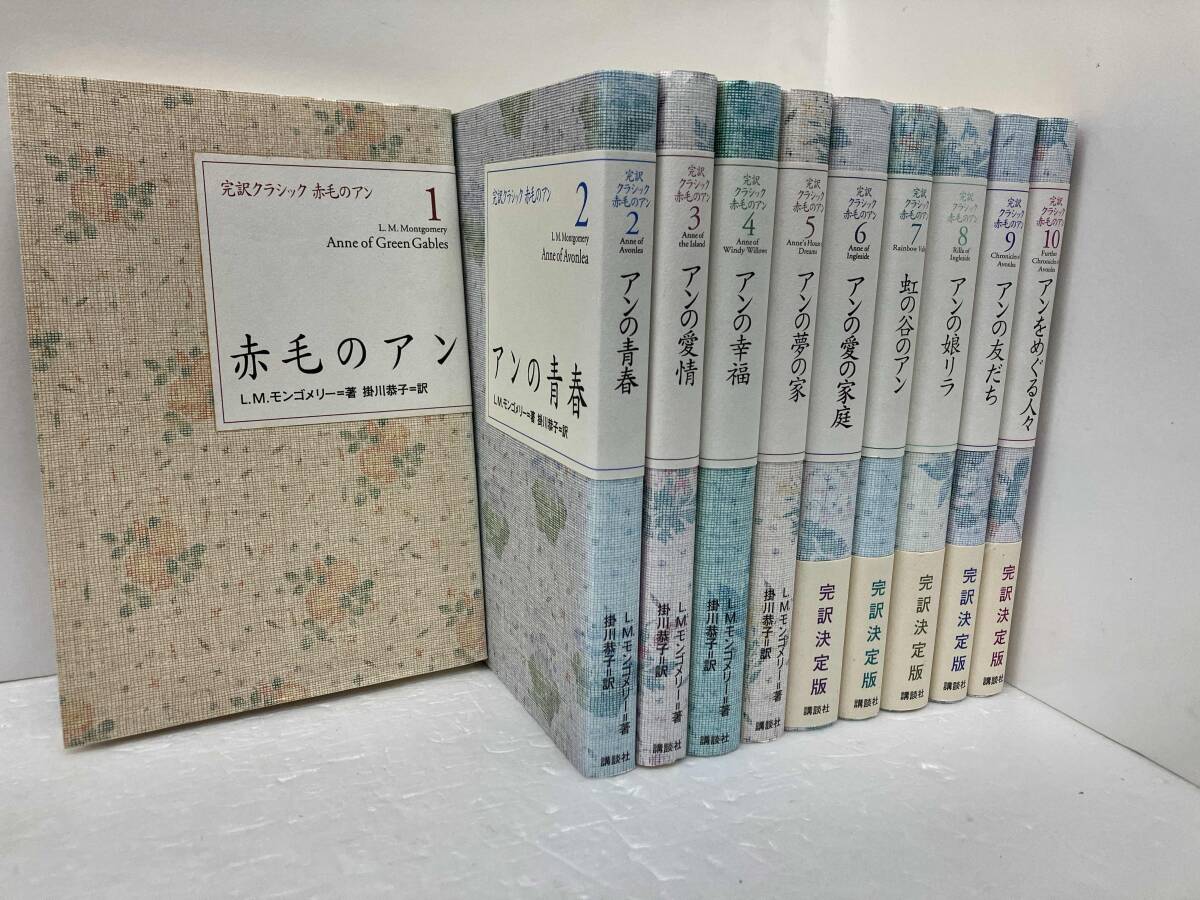 完訳クラシック 赤毛のアン
1
L. M. Montgomery
Anne of Green Gables
赤毛のアン
L.M.モンゴメリー=著 掛川恭子=訳
完訳クラシック 赤毛のアン
2
L. M. Montgomery
Anne of Avonlea
アンの青春
L.M.モンゴメリー=著 掛川恭子=訳
完訳
クラシック
赤毛のアン
2
Anne of
Avonlea
アンの青春
L.M.モンゴメリー=著
掛川恭子=訳
講談社
完訳
クラシック
赤毛のアン
3
Anne of
the Island
アンの愛情
L.M.モンゴメリー=著
掛川恭子=訳
講談社
完訳
クラシック
赤毛のアン
4
Anne of
Windy Willows
アンの幸福
L.M.モンゴメリー=著
掛川恭子=訳
講談社
完訳
クラシック
赤毛のアン
5
Anne's House of
Dreams
アンの夢の家
L.M.モンゴメリー=著
掛川恭子=訳
講談社
完訳
クラシック
赤毛のアン
6
Anne of
Ingleside
アンの愛の家庭
完訳決定版
講談社
完訳
クラシック
赤毛のアン
7
Rainbow
虹の谷のアン
完訳決定版
講談社
完訳
クラシック
赤毛のアン
8
Rilla of
Ingleside
アンの娘リラ
完訳決定版
講談社
完訳
クラシック
赤毛のアン
9
Chronicles of
Avonlea
アンの友だち
完訳決定版
講談社
完訳
クラシック
赤毛のアン
10
Further
Chronicles of
Avonlea
アンをめぐる人々
完訳決定版
講談社